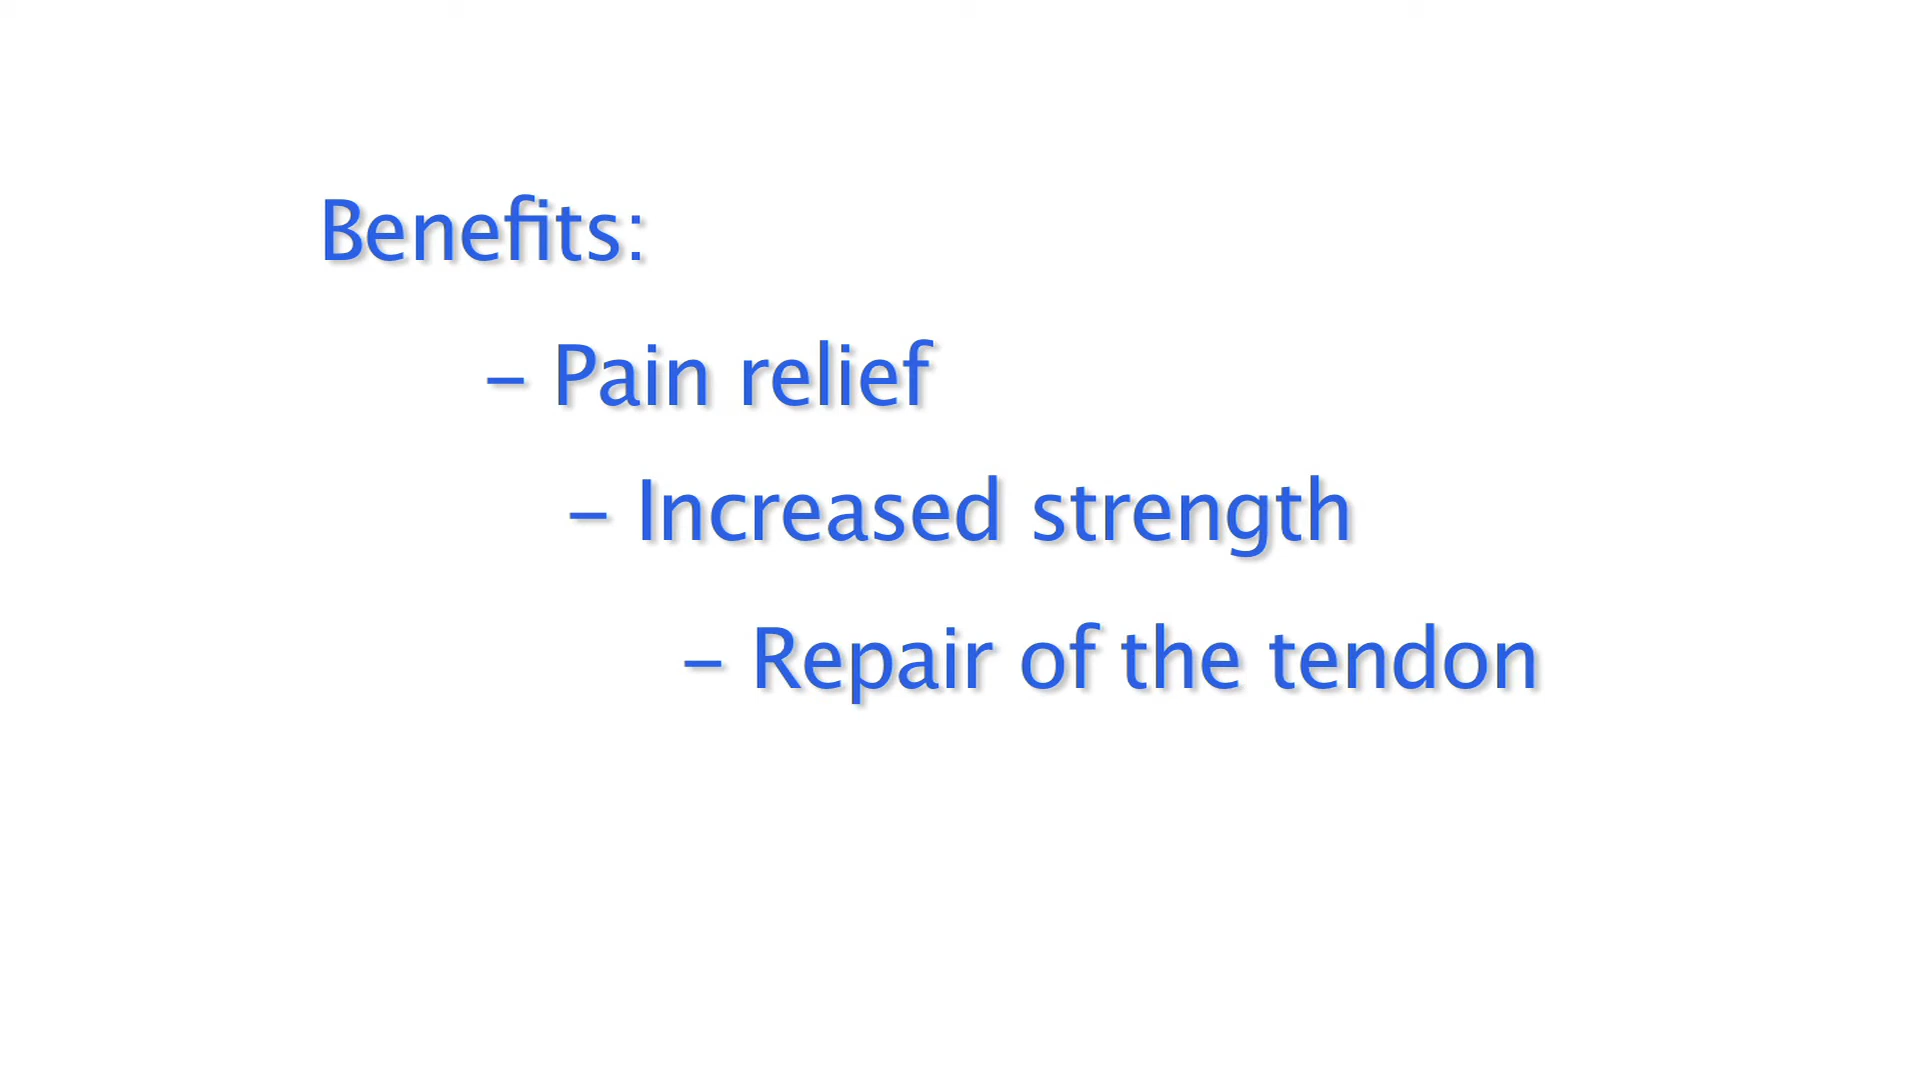 Benefits:
– Pain relief
– Increased strength
– Repair of the tendon